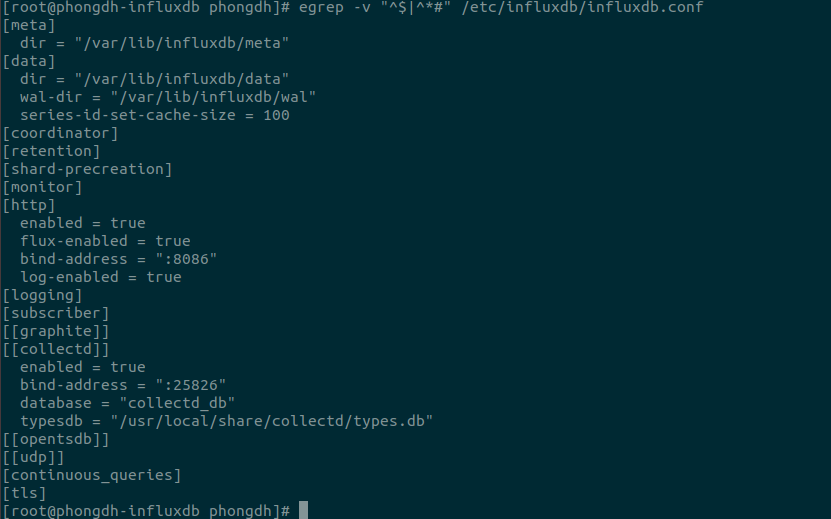 [root@phongdh-influxdb phongdh]# egrep -v "^$|^*#" /etc/influxdb/influxdb.conf
[meta]
  dir = "/var/lib/influxdb/meta"
[data]
  dir = "/var/lib/influxdb/data"
  wal-dir = "/var/lib/influxdb/wal"
  series-id-set-cache-size = 100
[coordinator]
[retention]
[shard-precreation]
[monitor]
[http]
  enabled = true
  flux-enabled = true
  bind-address = ":8086"
  log-enabled = true
[logging]
[subscriber]
[[graphite]]
[[collectd]]
  enabled = true
  bind-address = ":25826"
  database = "collectd_db"
  typesdb = "/usr/local/share/collectd/types.db"
[[opentsdb]]
[[udp]]
[continuous_queries]
[tls]
[root@phongdh-influxdb phongdh]#